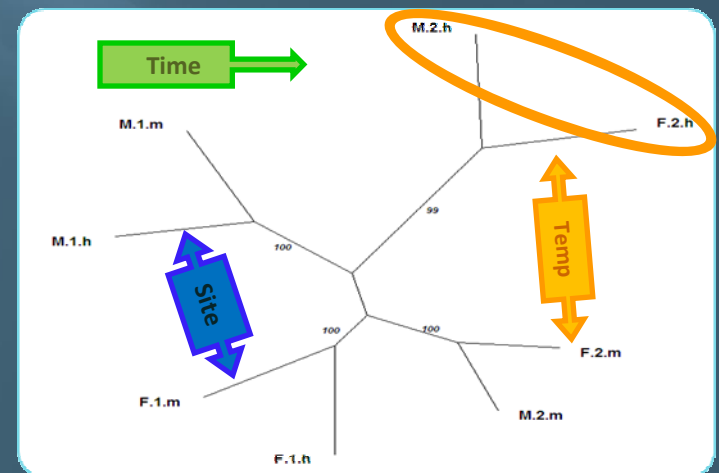 M.2.h
Time
M.1.m
F.2.h
99
Temp
M.1.h
100
Site
100
100
F.2.m
F.1.m
M.2.m
F.1.h